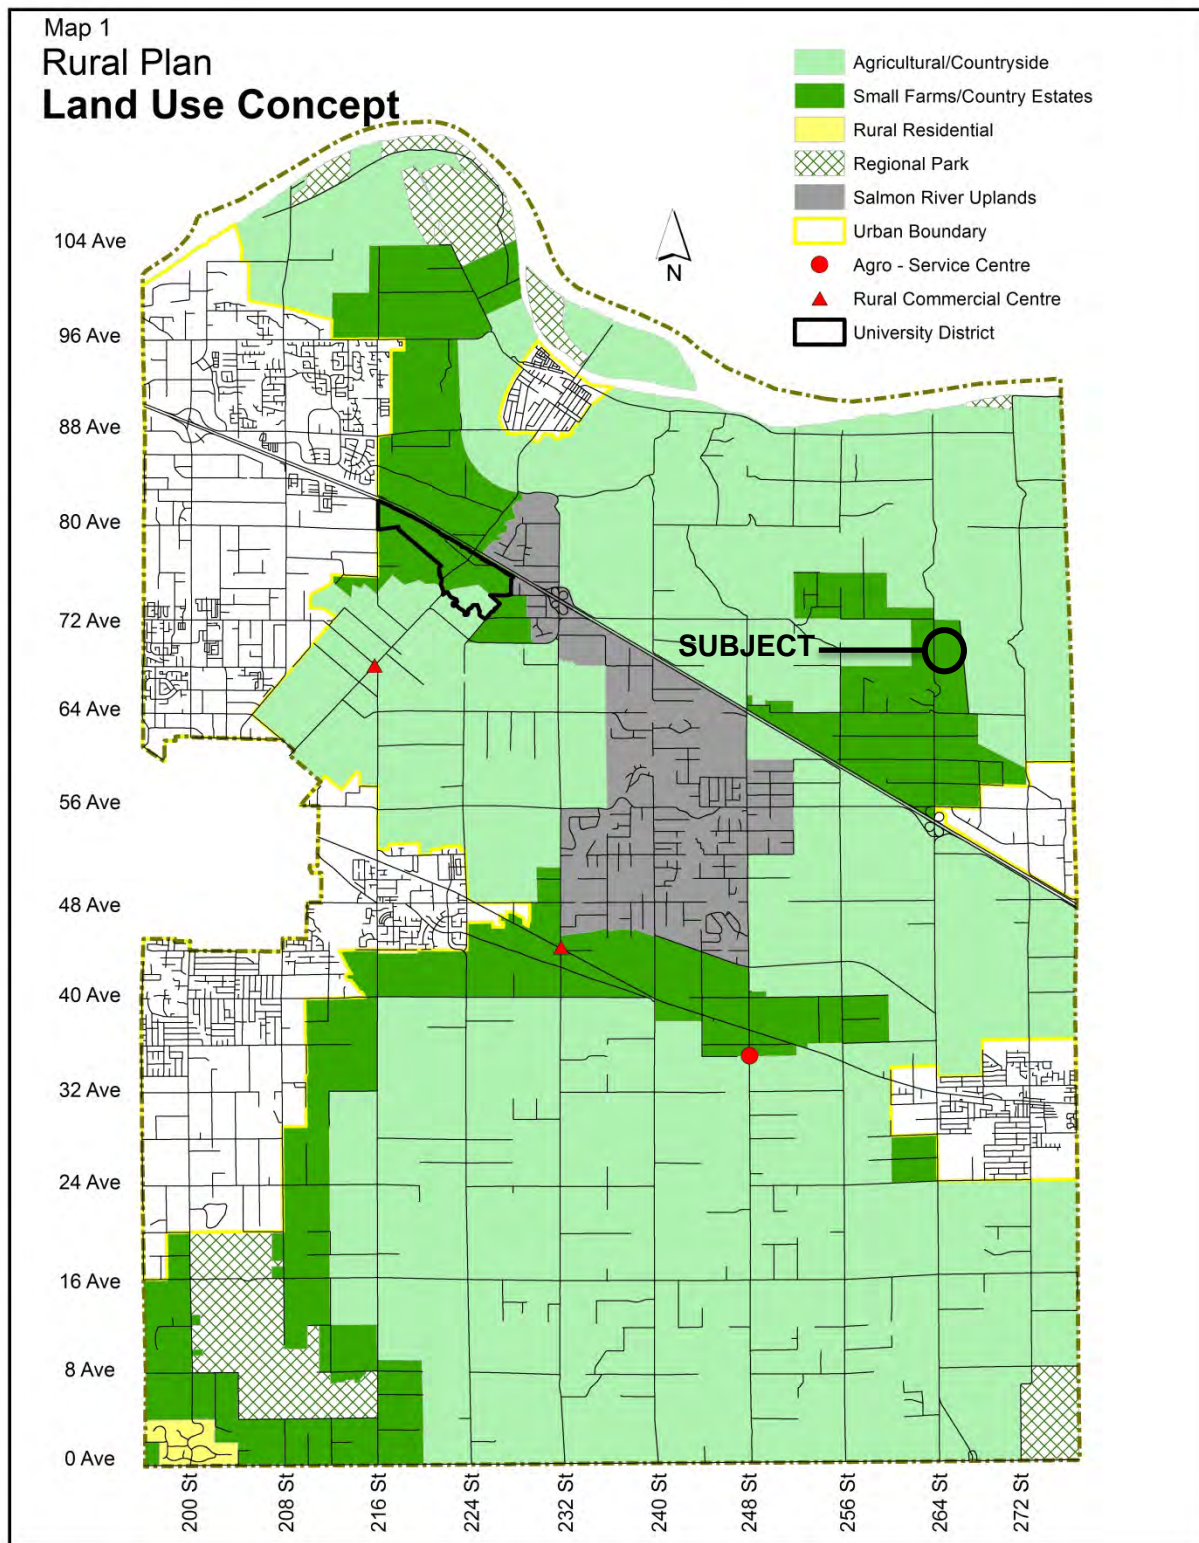 Map 1
Rural Plan
Land Use Concept
Agricultural/Countryside
Small Farms/Country Estates
Rural Residential
Regional Park
Salmon River Uplands
Urban Boundary
Agro - Service Centre
Rural Commercial Centre
University District
N
104 Ave
96 Ave
88 Ave
80 Ave
72 Ave
SUBJECT
64 Ave
56 Ave
48 Ave
40 Ave
32 Ave
24 Ave
16 Ave
8 Ave
0 Ave
200 St
208 St
216 St
224 St
232 St
240 St
248 St
256 St
264 St
272 St